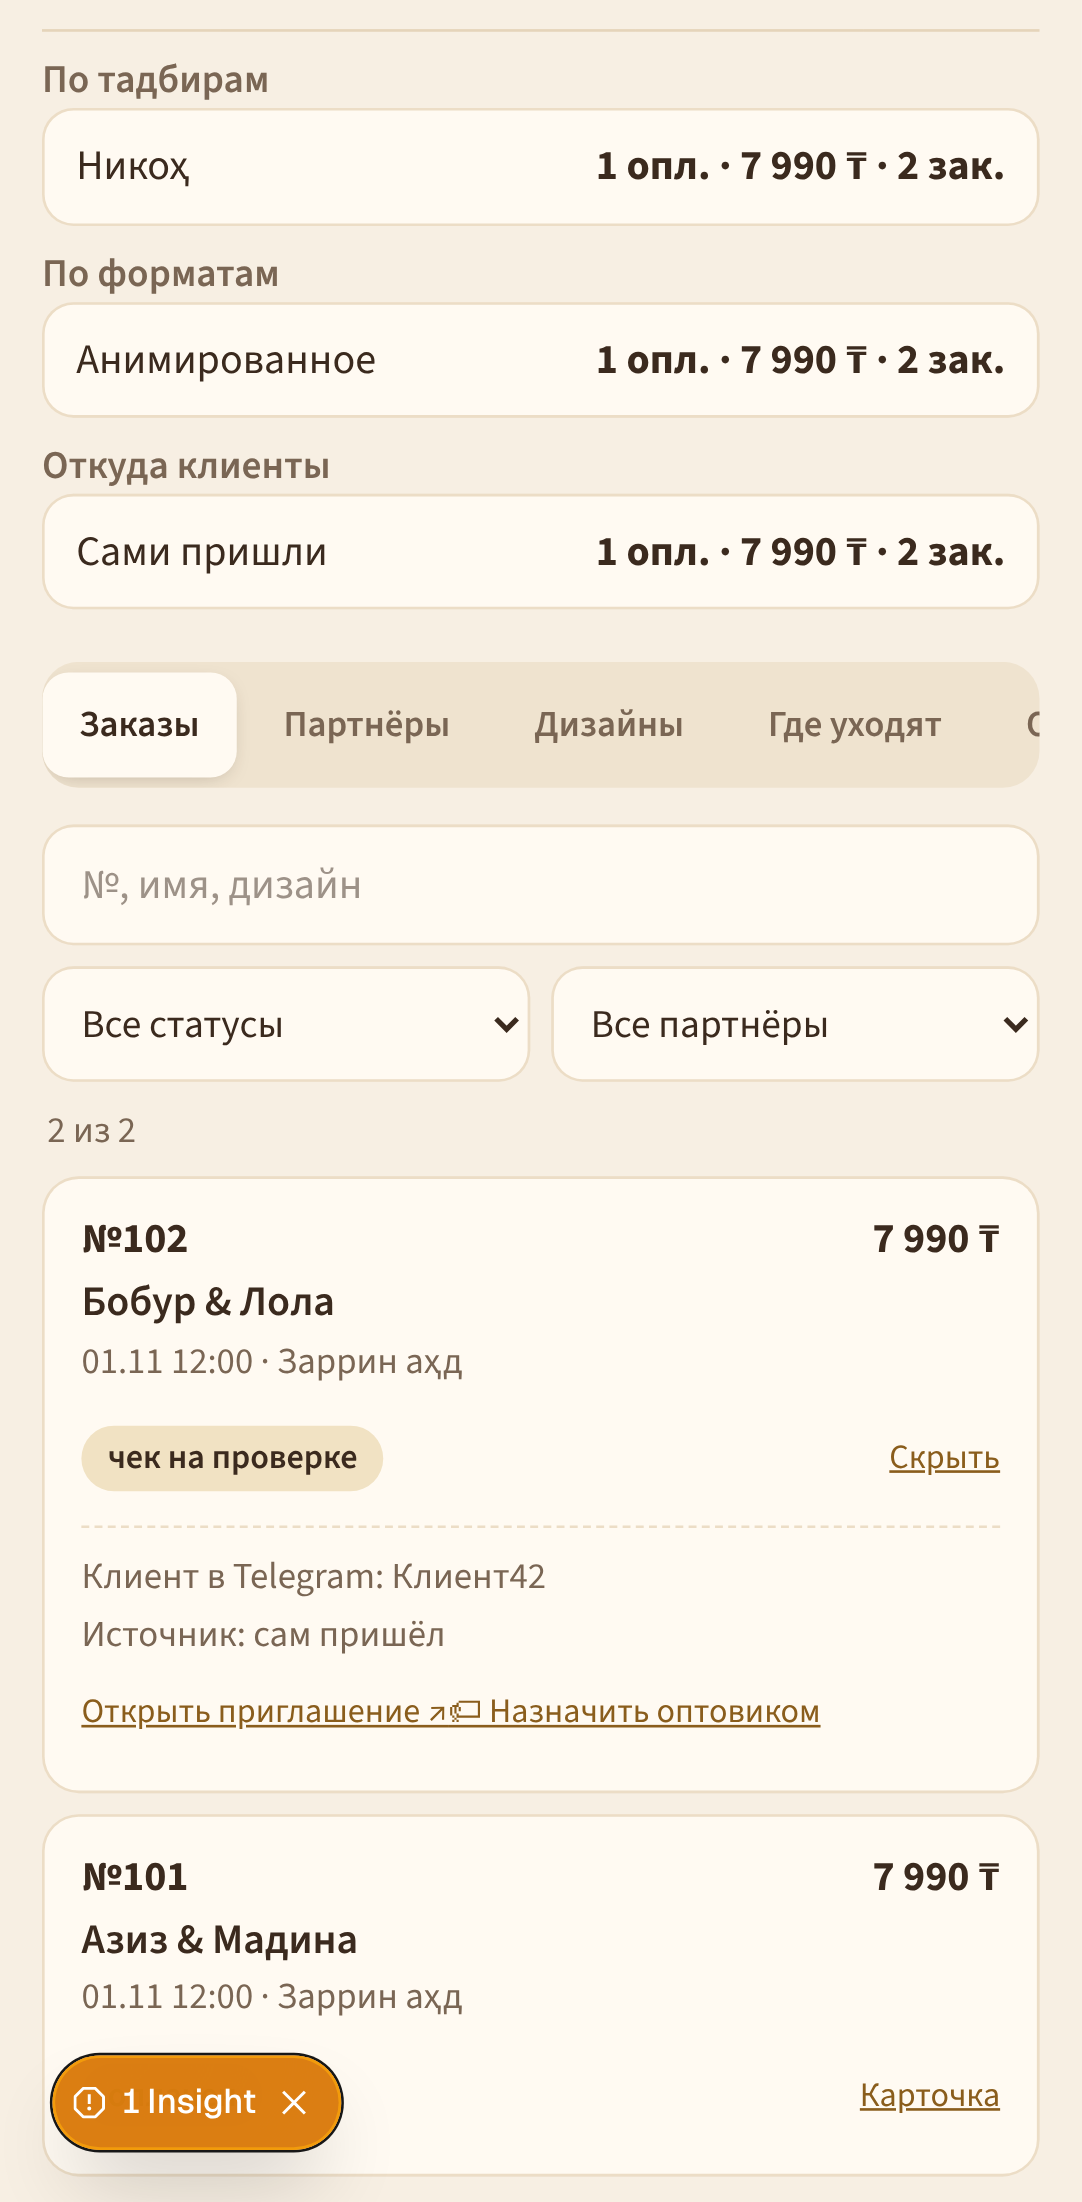 По тадбирам
Никоҳ 1 опл. · 7 990 ₸ · 2 зак.
По форматам
Анимированное 1 опл. · 7 990 ₸ · 2 зак.
Откуда клиенты
Сами пришли 1 опл. · 7 990 ₸ · 2 зак.
Заказы Партнёры Дизайны Где уходят
№, имя, дизайн
Все статусы Все партнёры
2 из 2
№102 7 990 ₸
Бобур & Лола
01.11 12:00 · Заррин аҳд
чек на проверке Скрыть
Клиент в Telegram: Клиент42
Источник: сам пришёл
Открыть приглашение ↗🏷 Назначить оптовиком
№101 7 990 ₸
Азиз & Мадина
01.11 12:00 · Заррин аҳд
1 Insight Карточка